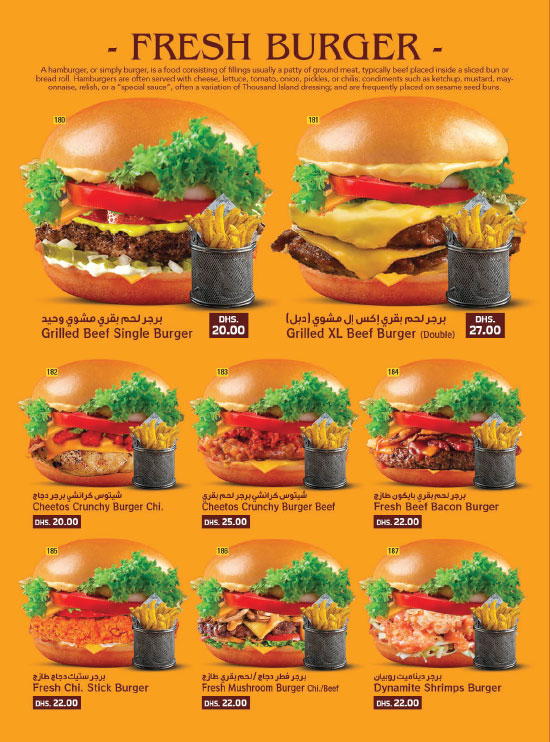 - FRESH BURGER -
A hamburger, or simply burger, is a food consisting of fillings usually a patty of ground meat, typically beef placed inside a sliced bun or
bread roll. Hamburgers are often served with cheese, lettuce, tomato, onion, pickles, or chilis; condiments such as ketchup, mustard, may-
onnaise, relish, or a "special sauce", often a variation of Thousand Island dressing; and are frequently placed on sesame seed buns.
180
181
برجر لحم بقري مشوي وحيد
Grilled Beef Single Burger
DHS.
20.00
برجر لحم بقري إكس إل مشوي (دبل)
Grilled XL Beef Burger (Double)
DHS.
27.00
182
183
184
شيتوس كرانشي برجر دجاج
Cheetos Crunchy Burger Chi.
DHS. 20.00
شيتوس كرانشي برجر لحم بقري
Cheetos Crunchy Burger Beef
DHS. 25.00
برجر لحم بقري بايكون طازج
Fresh Beef Bacon Burger
DHS. 22.00
185
186
187
برجر ستيك دجاج طازج
Fresh Chi. Stick Burger
DHS. 22.00
برجر فطر دجاج / لحم بقري طازج
Fresh Mushroom Burger Chi./Beef
DHS. 22.00
برجر ديناميت روبيان
Dynamite Shrimps Burger
DHS. 22.00